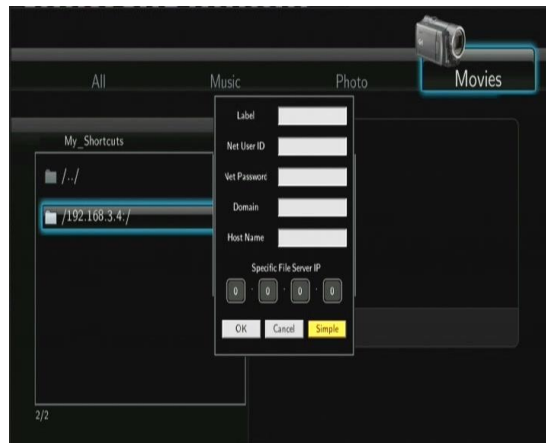 All Music Photo Movies
My_Shortcuts
/../
/192.168.3.4:/
2/2
Label
Net User ID
Net Password
Domain
Host Name
Specific File Server IP
0 . 0 . 0 . 0
OK Cancel Simple